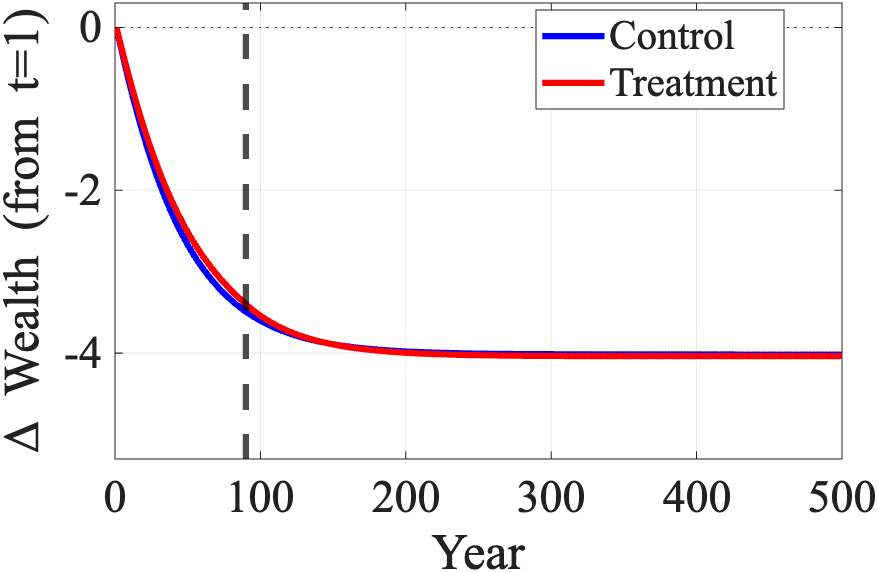 Δ Wealth (from t=1)
0
-2
-4
Control
Treatment
0 100 200 300 400 500
Year